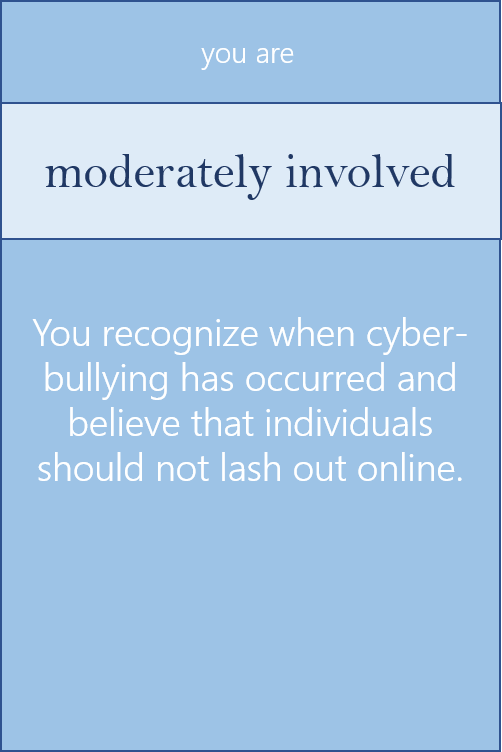 you are
moderately involved
You recognize when cyber-
bullying has occurred and
believe that individuals
should not lash out online.